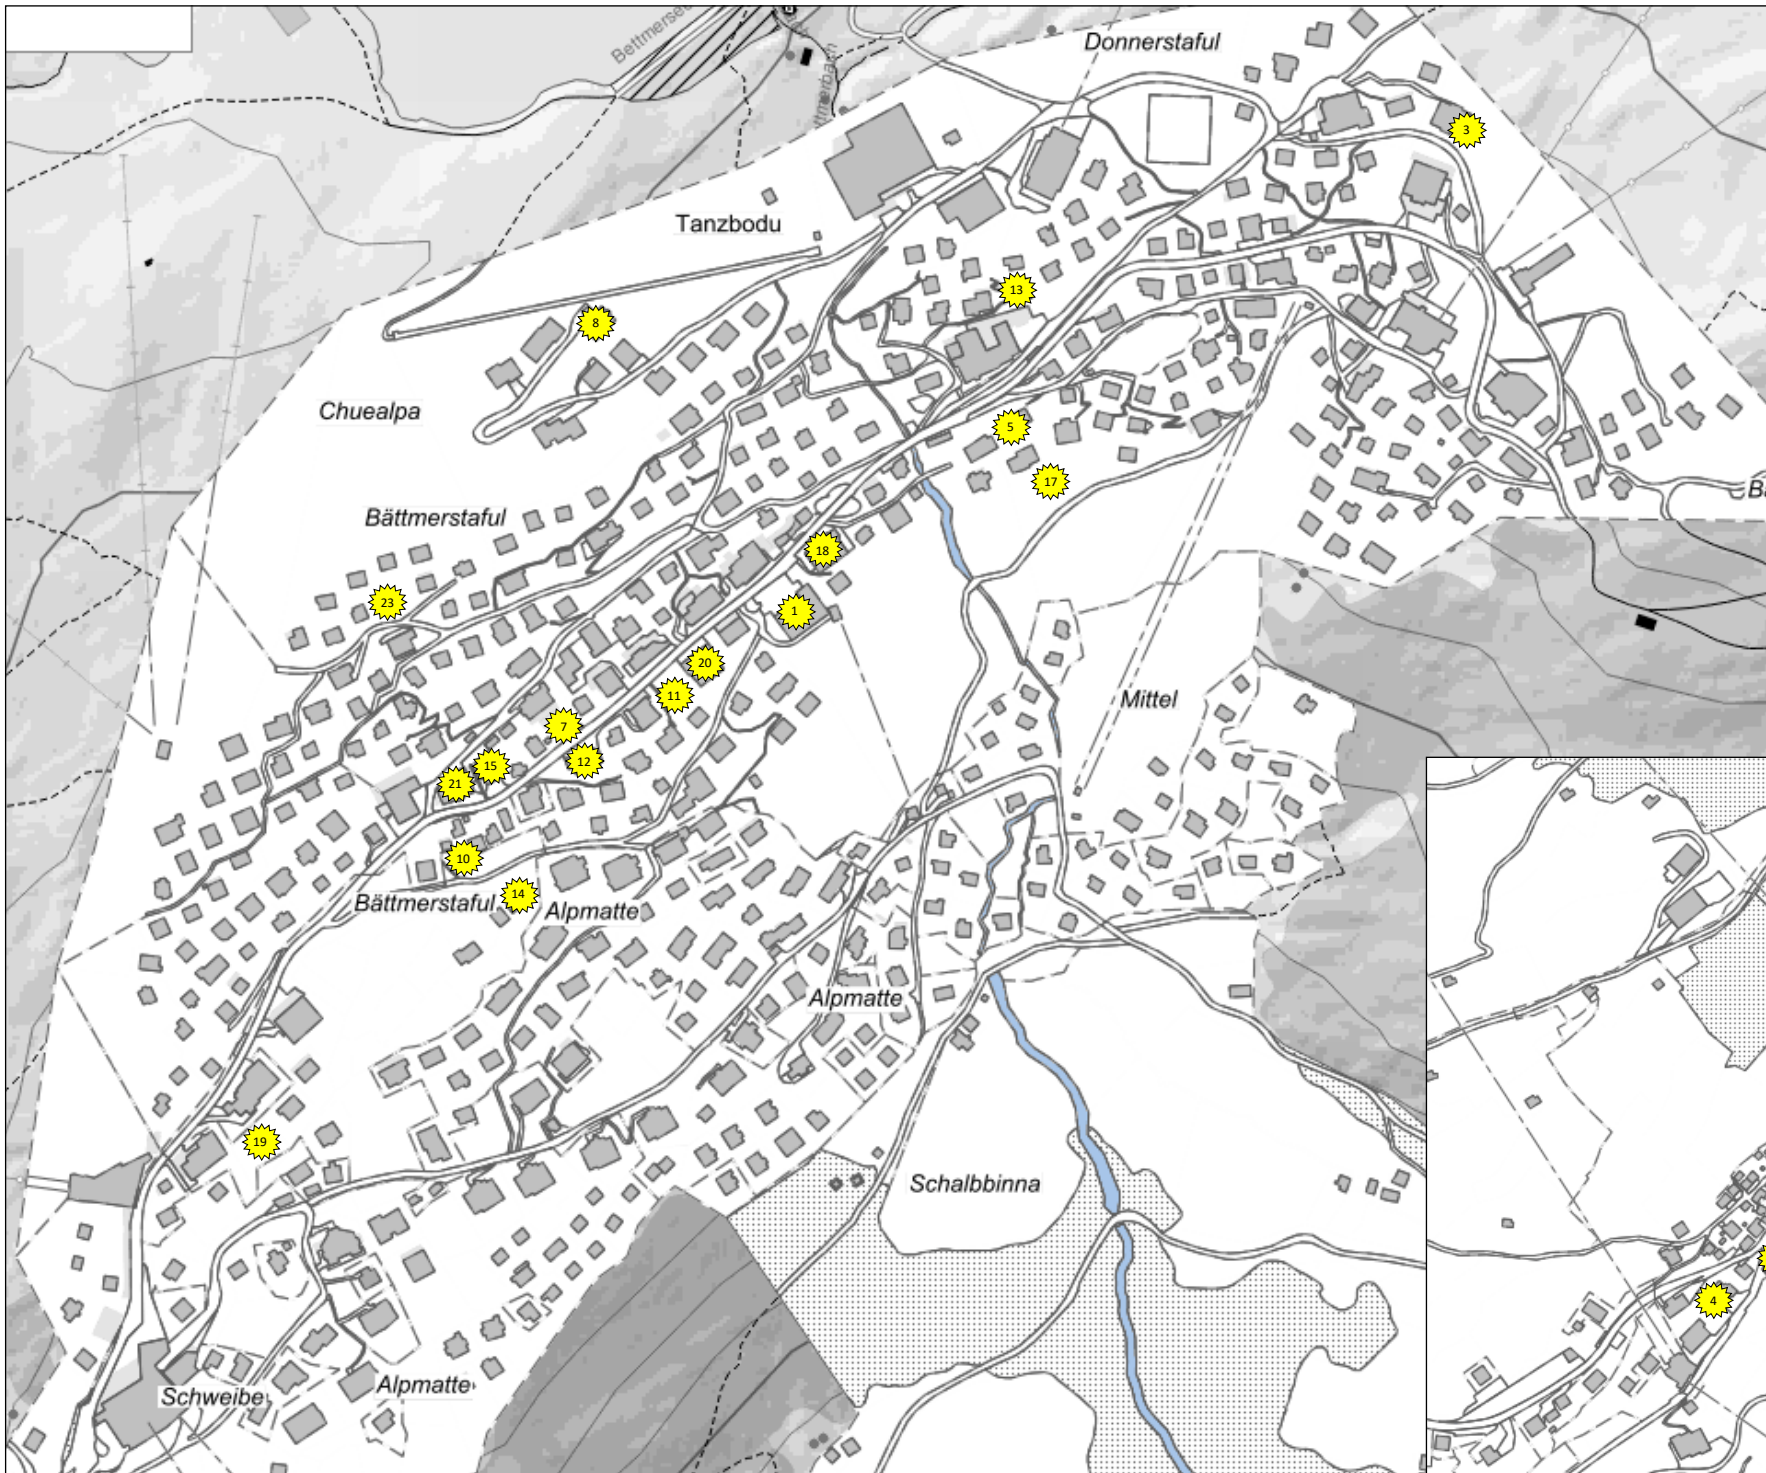 Donnerstaful
3
Tanzbodu
13
8
Chuealpa
5
17
Bättmerstaful
18
23
1
20
11
Mittel
7
12
15
21
10
14
Bättmerstaful
Alpmatte
Alpmatte
19
Schalbbinna
4
Schweibe
Alpmatte